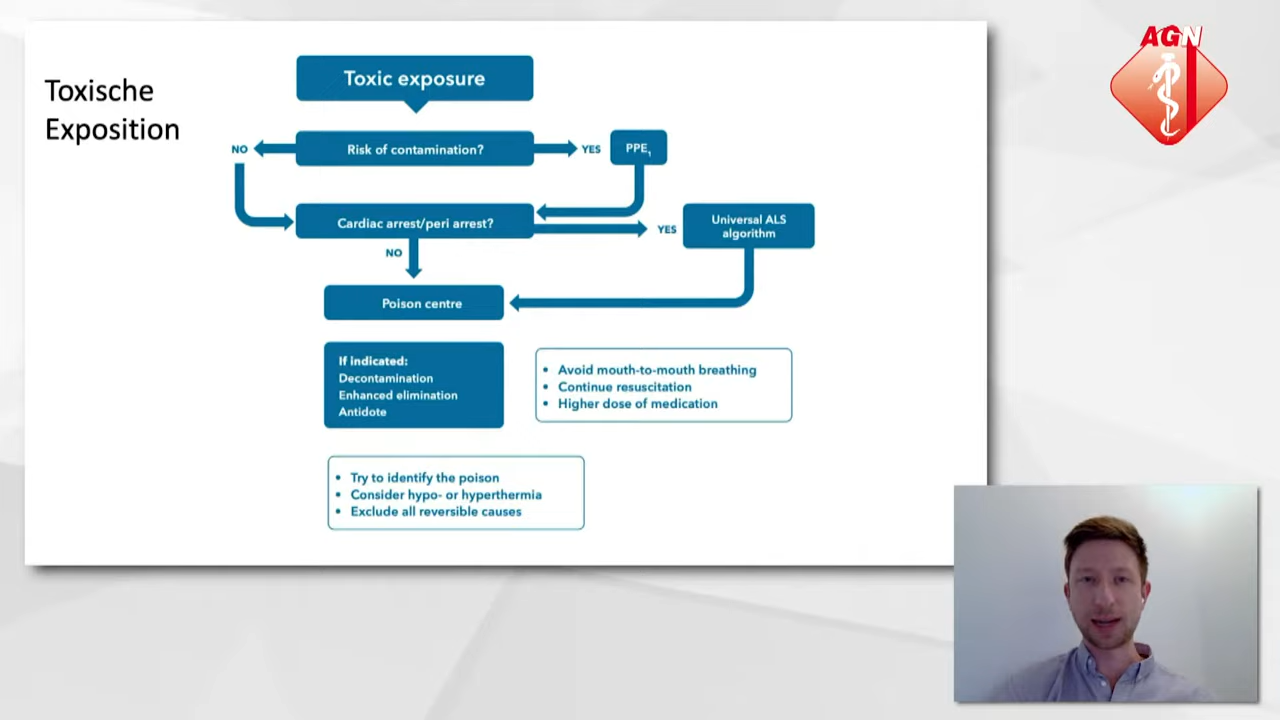 AGN
Toxische
Exposition
Toxic exposure
NO
Risk of contamination?
YES
PPE1
Cardiac arrest/peri arrest?
YES
Universal ALS
algorithm
NO
Poison centre
If indicated:
Decontamination
Enhanced elimination
Antidote
• Avoid mouth-to-mouth breathing
• Continue resuscitation
• Higher dose of medication
• Try to identify the poison
• Consider hypo- or hyperthermia
• Exclude all reversible causes